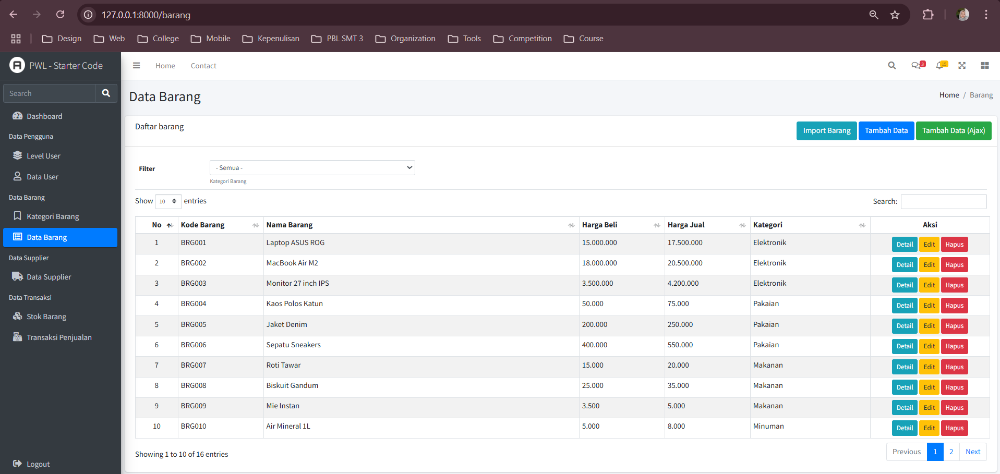 127.0.0.1:8000/barang
Design Web College Mobile Kepenulisan PBL SMT 3 Organization Tools Competition Course
PWL - Starter Code
Home Contact
3
15
Search
Dashboard
Data Pengguna
Level User
Data User
Data Barang
Kategori Barang
Data Barang
Data Supplier
Data Supplier
Data Transaksi
Stok Barang
Transaksi Penjualan
Logout
Data Barang
Home / Barang
Daftar barang
Import Barang Tambah Data Tambah Data (Ajax)
Filter - Semua -
Kategori Barang
Show 10 entries
Search:
No Kode Barang Nama Barang Harga Beli Harga Jual Kategori Aksi
1 BRG001 Laptop ASUS ROG 15.000.000 17.500.000 Elektronik Detail Edit Hapus
2 BRG002 MacBook Air M2 18.000.000 20.500.000 Elektronik Detail Edit Hapus
3 BRG003 Monitor 27 inch IPS 3.500.000 4.200.000 Elektronik Detail Edit Hapus
4 BRG004 Kaos Polos Katun 50.000 75.000 Pakaian Detail Edit Hapus
5 BRG005 Jaket Denim 200.000 250.000 Pakaian Detail Edit Hapus
6 BRG006 Sepatu Sneakers 400.000 550.000 Pakaian Detail Edit Hapus
7 BRG007 Roti Tawar 15.000 20.000 Makanan Detail Edit Hapus
8 BRG008 Biskuit Gandum 25.000 35.000 Makanan Detail Edit Hapus
9 BRG009 Mie Instan 3.500 5.000 Makanan Detail Edit Hapus
10 BRG010 Air Mineral 1L 5.000 8.000 Minuman Detail Edit Hapus
Showing 1 to 10 of 16 entries
Previous 1 2 Next